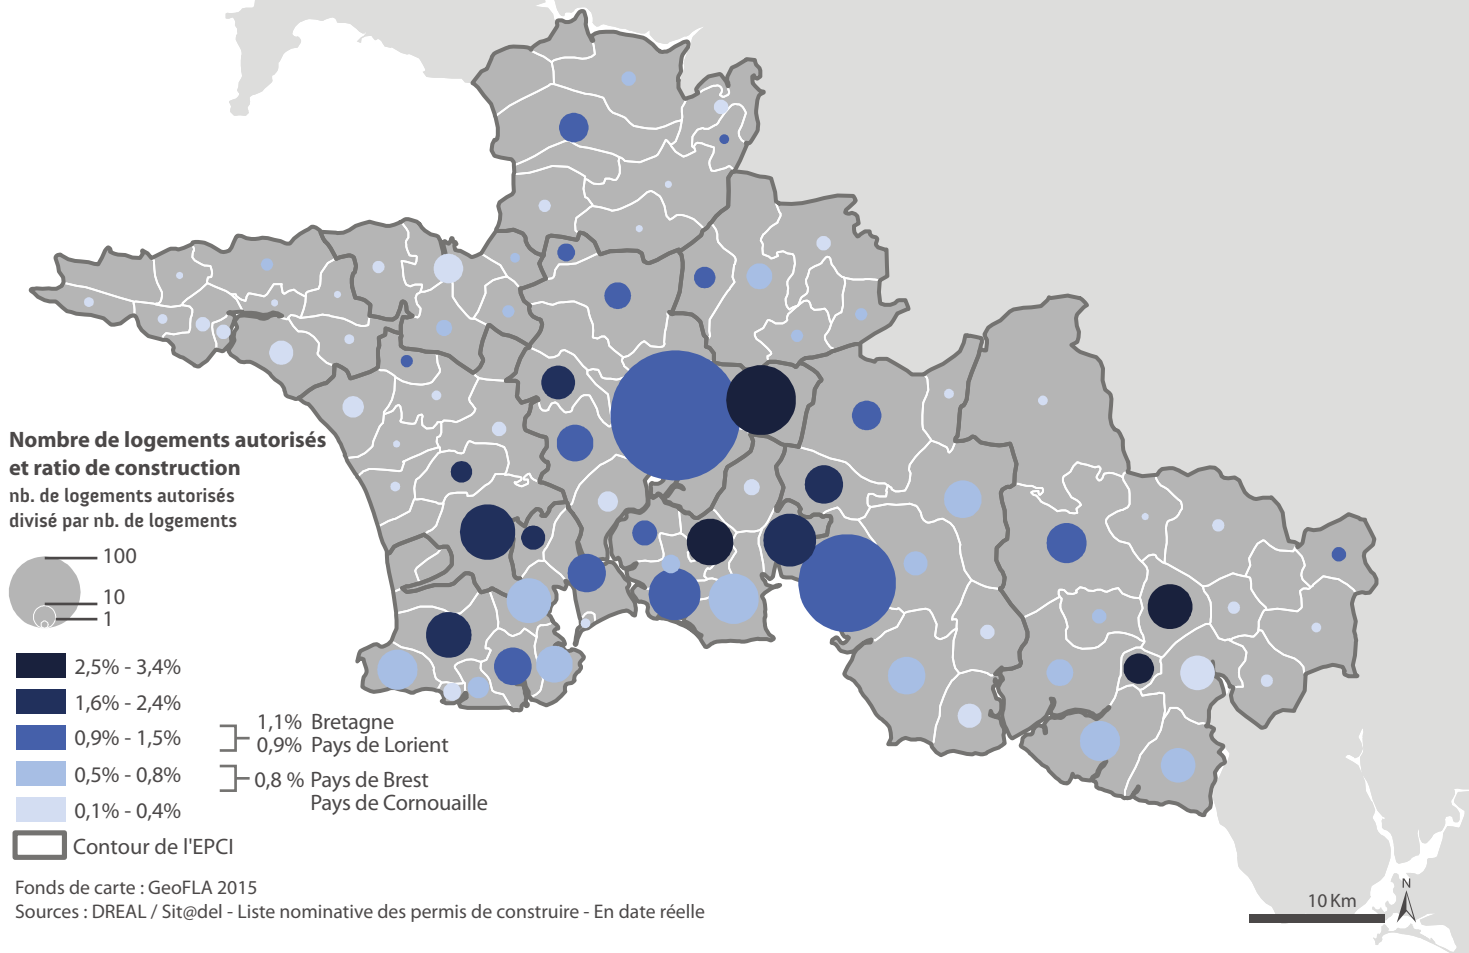 Nombre de logements autorisés
et ratio de construction
nb. de logements autorisés
divisé par nb. de logements
100
10
1
2,5% - 3,4%
1,6% - 2,4%
0,9% - 1,5%
1,1% Bretagne
0,9% Pays de Lorient
0,5% - 0,8%
0,8 % Pays de Brest
Pays de Cornouaille
0,1% - 0,4%
Contour de l'EPCI
Fonds de carte : GeoFLA 2015
Sources : DREAL / Sit@del - Liste nominative des permis de construire - En date réelle
10 Km
N